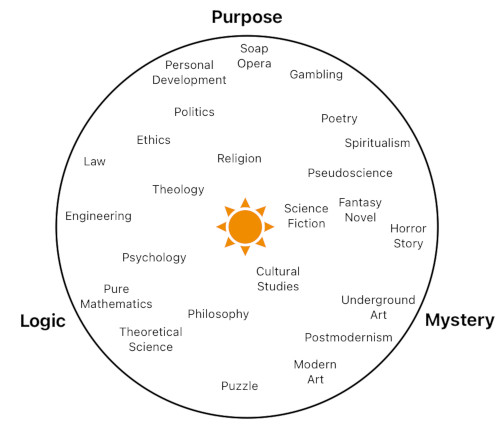 Purpose
Soap
Opera
Personal
Development
Gambling
Politics
Poetry
Ethics
Spiritualism
Law
Religion
Pseudoscience
Theology
Science
Fiction
Fantasy
Novel
Engineering
Horror
Story
Psychology
Cultural
Studies
Pure
Mathematics
Underground
Art
Philosophy
Logic
Mystery
Theoretical
Science
Postmodernism
Modern
Art
Puzzle